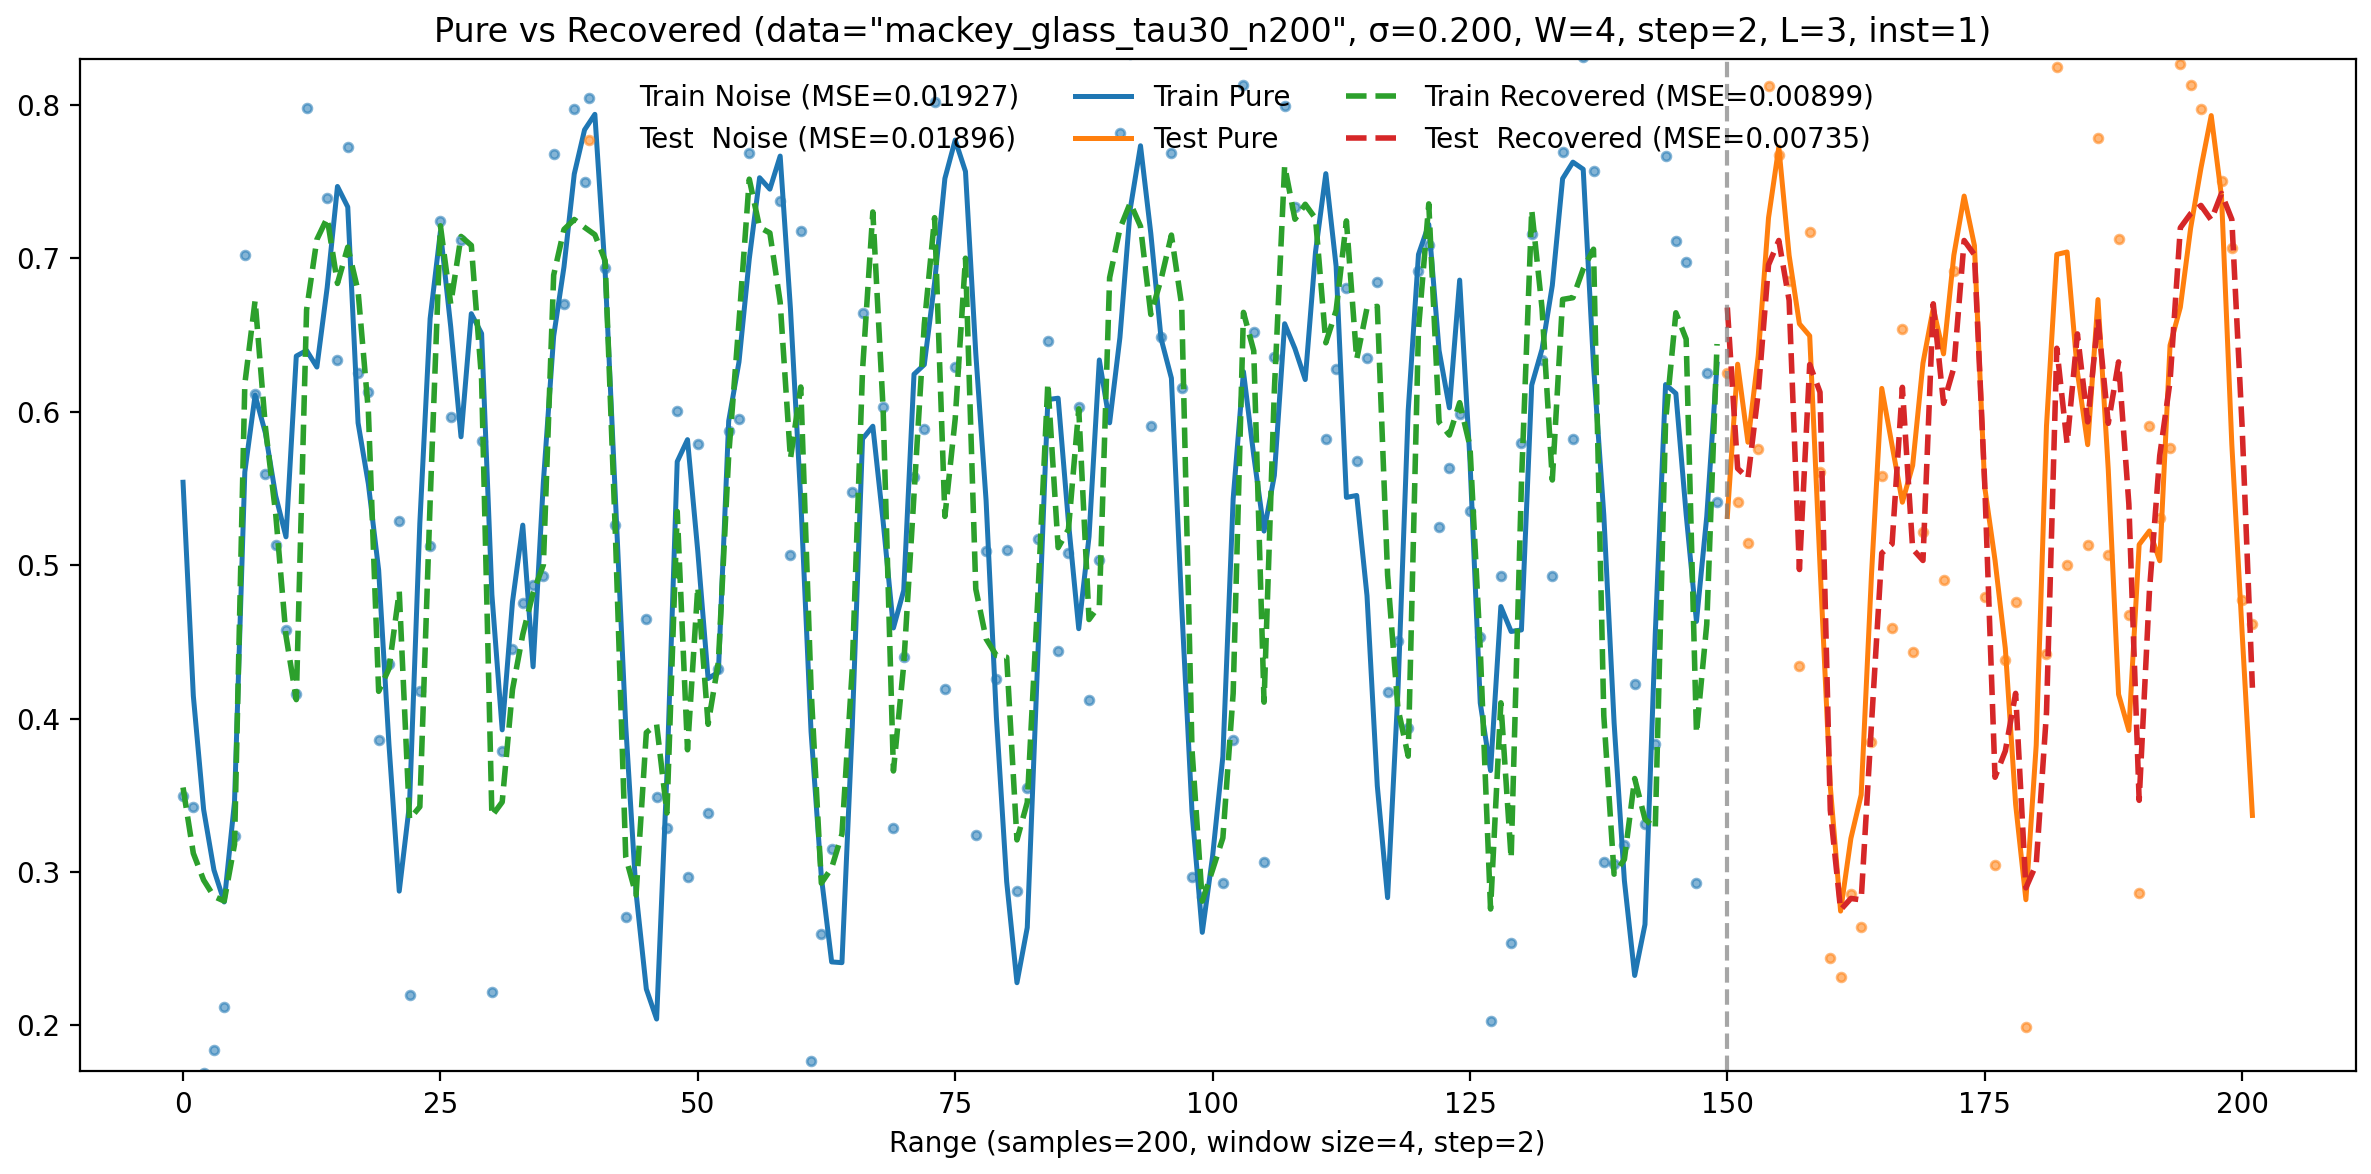 Pure vs Recovered (data="mackey_glass_tau30_n200", σ=0.200, W=4, step=2, L=3, inst=1)
Train Noise (MSE=0.01927) Train Pure Train Recovered (MSE=0.00899)
Test  Noise (MSE=0.01896) Test Pure Test  Recovered (MSE=0.00735)
0.8
0.7
0.6
0.5
0.4
0.3
0.2
0 25 50 75 100 125 150 175 200
Range (samples=200, window size=4, step=2)